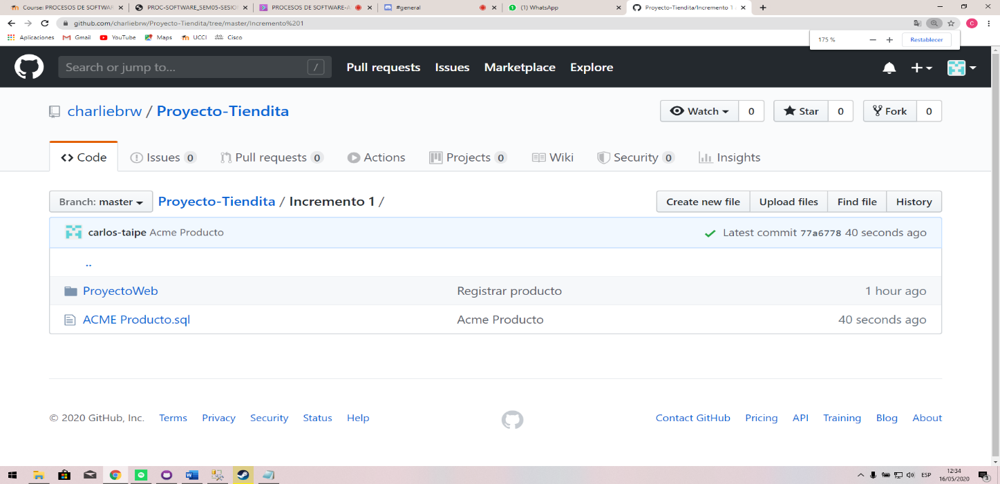 Course: PROCESOS DE SOFTWAR
PROC-SOFTWARE_SEM05-SESION
PROCESOS DE SOFTWARE-A
#general
(1) WhatsApp
Proyecto-Tiendita/Incremento 1
github.com/charliebrw/Proyecto-Tiendita/tree/master/Incremento%201
C
Aplicaciones Gmail YouTube Maps UCCI Cisco
175 % Restablecer
Search or jump to... / Pull requests Issues Marketplace Explore
charliebrw / Proyecto-Tiendita
Watch 0 Star 0 Fork 0
Code Issues 0 Pull requests 0 Actions Projects 0 Wiki Security 0 Insights
Branch: master Proyecto-Tiendita / Incremento 1 /
Create new file Upload files Find file History
carlos-taipe Acme Producto Latest commit 77a6778 40 seconds ago
..
ProyectoWeb Registrar producto 1 hour ago
ACME Producto.sql Acme Producto 40 seconds ago
© 2020 GitHub, Inc. Terms Privacy Security Status Help
Contact GitHub Pricing API Training Blog About
ESP
12:34
16/05/2020
3